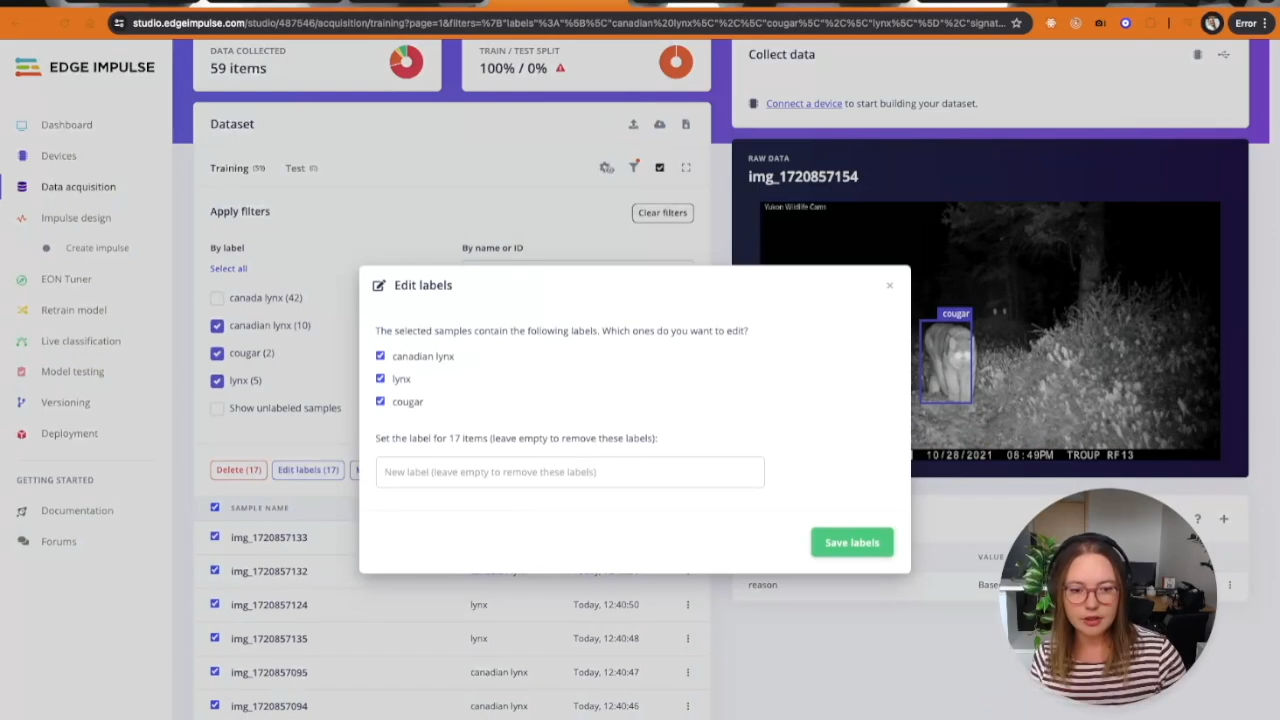 studio.edgeimpulse.com/studio/487546/acquisition/training?page=1&filters=%7B"labels"%3A"%5B%5C"canadian%20lynx%5C"%2C%5C"cougar%5C"%2C%5C"lynx%5C"%5D"%2C"signat...
Error
EDGE IMPULSE
Dashboard
Devices
Data acquisition
Impulse design
Create impulse
EON Tuner
Retrain model
Live classification
Model testing
Versioning
Deployment
GETTING STARTED
Documentation
Forums
DATA COLLECTED
59 items
TRAIN / TEST SPLIT
100% / 0%
Collect data
Connect a device to start building your dataset.
Dataset
Training (59)
Test (0)
Apply filters
Clear filters
By label
By name or ID
Select all
canada lynx (42)
canadian lynx (10)
cougar (2)
lynx (5)
Show unlabeled samples
Delete (17)
Edit labels (17)
SAMPLE NAME
img_1720857133
img_1720857132
img_1720857124
lynx
Today, 12:40:50
img_1720857135
lynx
Today, 12:40:48
img_1720857095
canadian lynx
Today, 12:40:47
img_1720857094
canadian lynx
Today, 12:40:46
Edit labels
×
The selected samples contain the following labels. Which ones do you want to edit?
canadian lynx
lynx
cougar
Set the label for 17 items (leave empty to remove these labels):
New label (leave empty to remove these labels)
Save labels
RAW DATA
img_1720857154
Yukon Wildlife Cams
cougar
10/28/2021 08:49PM TROUP RF13
? +
VALUE
reason